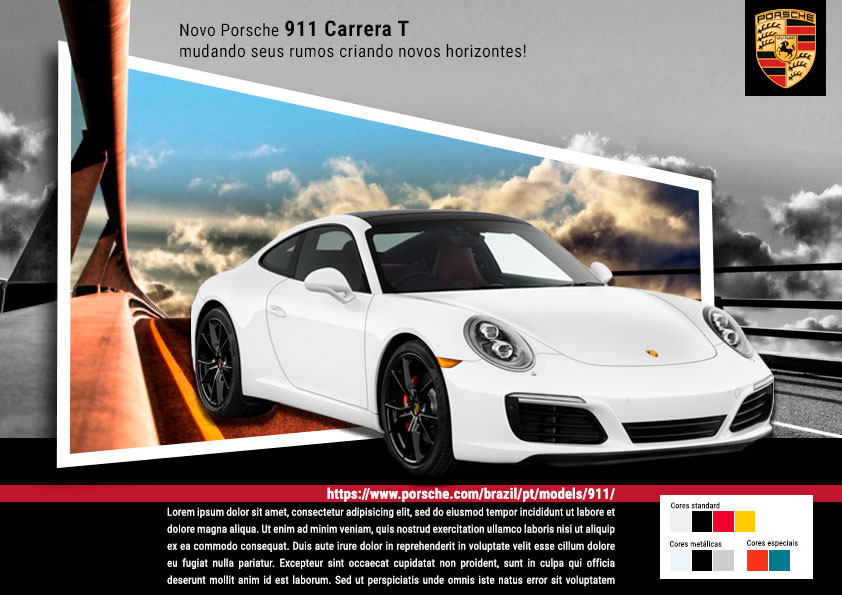 Novo Porsche 911 Carrera T
mudando seus rumos criando novos horizontes!
PORSCHE
https://www.porsche.com/brazil/pt/models/911/
Lorem ipsum dolor sit amet, consectetur adipisicing elit, sed do eiusmod tempor incididunt ut labore et
dolore magna aliqua. Ut enim ad minim veniam, quis nostrud exercitation ullamco laboris nisi ut aliquip
ex ea commodo consequat. Duis aute irure dolor in reprehenderit in voluptate velit esse cillum dolore
eu fugiat nulla pariatur. Excepteur sint occaecat cupidatat non proident, sunt in culpa qui officia
deserunt mollit anim id est laborum. Sed ut perspiciatis unde omnis iste natus error sit voluptatem
Cores standard
Cores metálicas
Cores especiais